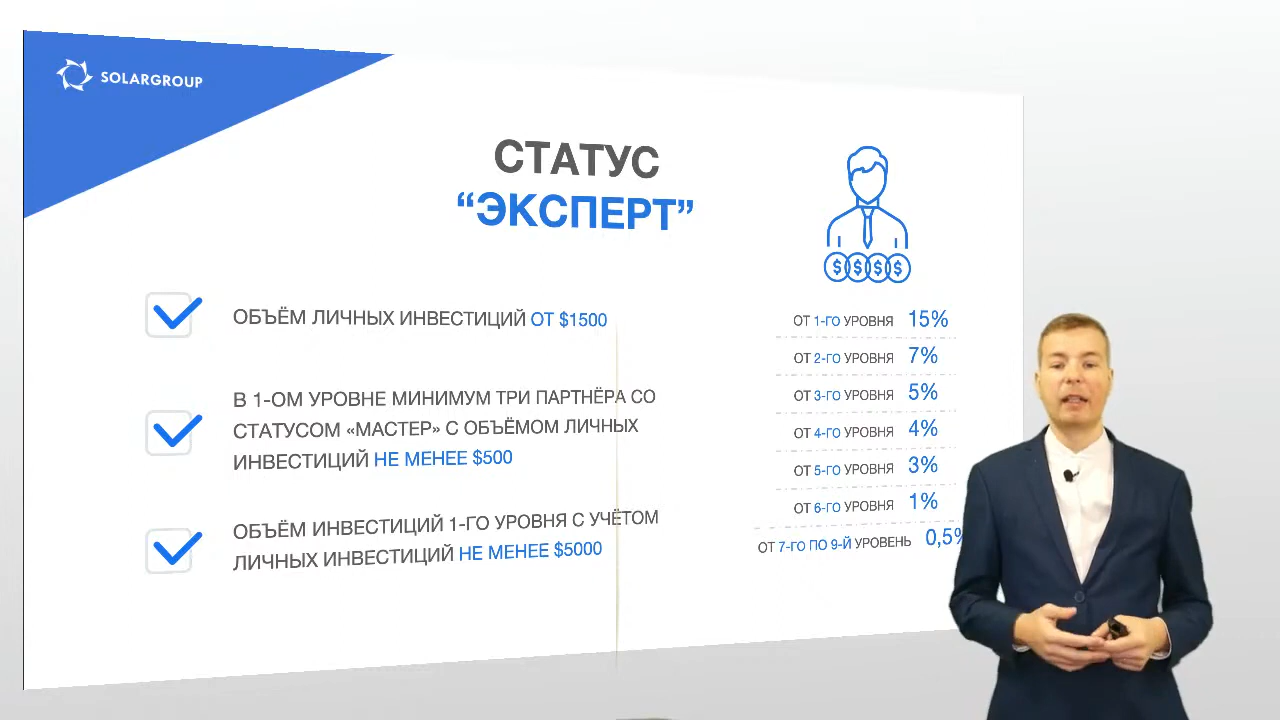 SOLARGROUP
СТАТУС
“ЭКСПЕРТ”
ОБЪЁМ ЛИЧНЫХ ИНВЕСТИЦИЙ ОТ $1500
В 1-ОМ УРОВНЕ МИНИМУМ ТРИ ПАРТНЁРА СО
СТАТУСОМ «МАСТЕР» С ОБЪЁМОМ ЛИЧНЫХ
ИНВЕСТИЦИЙ НЕ МЕНЕЕ $500
ОБЪЁМ ИНВЕСТИЦИЙ 1-ГО УРОВНЯ С УЧЁТОМ
ЛИЧНЫХ ИНВЕСТИЦИЙ НЕ МЕНЕЕ $5000
$ $ $ $
ОТ 1-ГО УРОВНЯ 15%
ОТ 2-ГО УРОВНЯ 7%
ОТ 3-ГО УРОВНЯ 5%
ОТ 4-ГО УРОВНЯ 4%
ОТ 5-ГО УРОВНЯ 3%
ОТ 6-ГО УРОВНЯ 1%
ОТ 7-ГО ПО 9-Й УРОВЕНЬ 0,5%